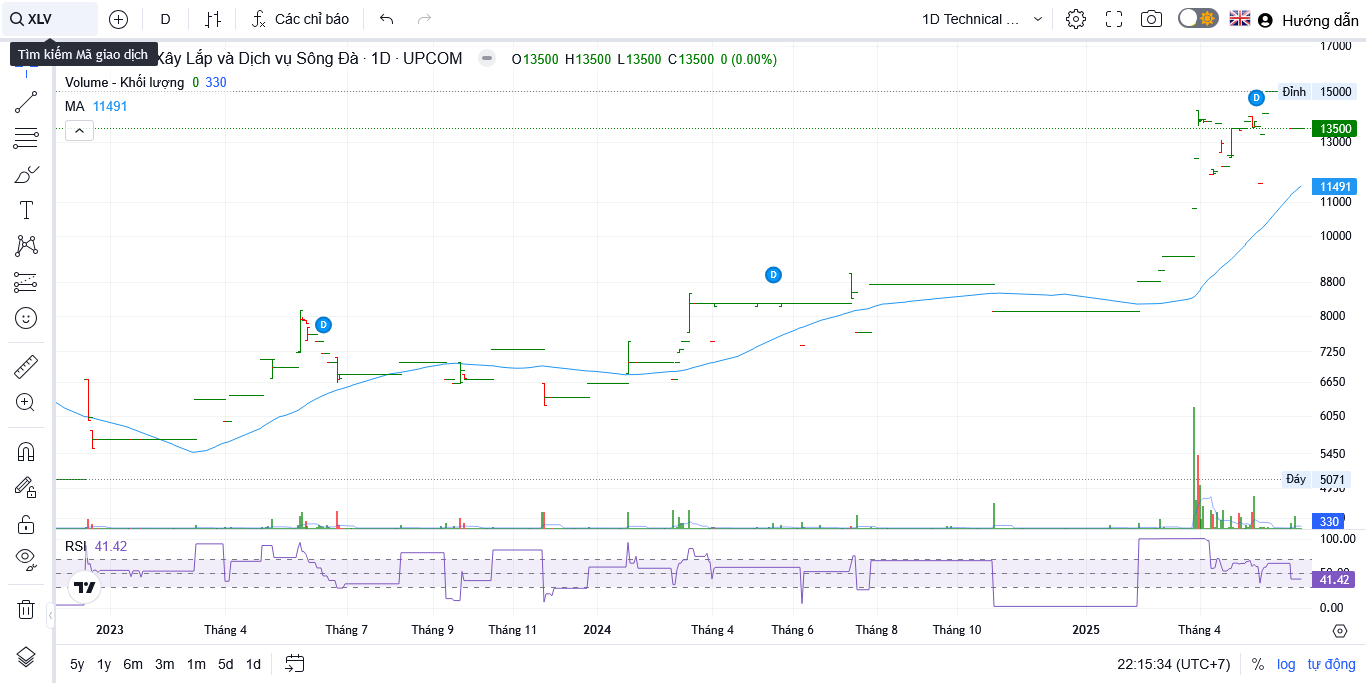 XLV
D
Các chỉ báo
1D Technical ...
Hướng dẫn
Tìm kiếm Mã giao dịch
Xây Lắp và Dịch vụ Sông Đà · 1D · UPCOM
O13500 H13500 L13500 C13500 0 (0.00%)
Volume - Khối lượng 0 330
MA 11491
17000
Đỉnh 15000
D
13500
13000
11491
11000
10000
D
8800
8000
D
7250
6650
6050
5450
Đáy 5071
4950
330
RSI 41.42
100.00
50.00
41.42
0.00
2023 Tháng 4 Tháng 7 Tháng 9 Tháng 11 2024 Tháng 4 Tháng 6 Tháng 8 Tháng 10 2025 Tháng 4
5y 1y 6m 3m 1m 5d 1d
22:15:34 (UTC+7) % log tự động